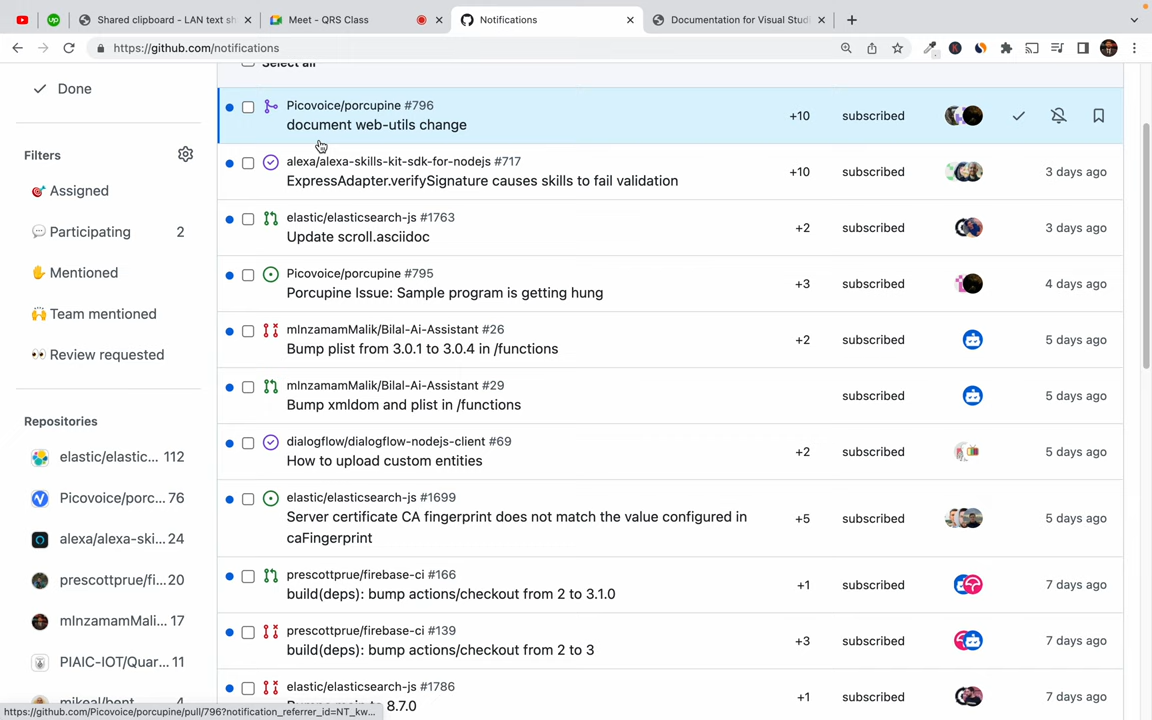 Shared clipboard - LAN text sh
Meet - QRS Class
Notifications
Documentation for Visual Studi
https://github.com/notifications
Done
Filters
Assigned
Participating 2
Mentioned
Team mentioned
Review requested
Repositories
elastic/elastic... 112
Picovoice/porc... 76
alexa/alexa-ski... 24
prescottprue/fi... 20
mInzamamMali... 17
PIAIC-IOT/Quar... 11
mikeal/bent 4
Select all
Picovoice/porcupine #796
document web-utils change
+10 subscribed
alexa/alexa-skills-kit-sdk-for-nodejs #717
ExpressAdapter.verifySignature causes skills to fail validation
+10 subscribed 3 days ago
elastic/elasticsearch-js #1763
Update scroll.asciidoc
+2 subscribed 3 days ago
Picovoice/porcupine #795
Porcupine Issue: Sample program is getting hung
+3 subscribed 4 days ago
mInzamamMalik/Bilal-Ai-Assistant #26
Bump plist from 3.0.1 to 3.0.4 in /functions
+2 subscribed 5 days ago
mInzamamMalik/Bilal-Ai-Assistant #29
Bump xmldom and plist in /functions
subscribed 5 days ago
dialogflow/dialogflow-nodejs-client #69
How to upload custom entities
+2 subscribed 5 days ago
elastic/elasticsearch-js #1699
Server certificate CA fingerprint does not match the value configured in
caFingerprint
+5 subscribed 5 days ago
prescottprue/firebase-ci #166
build(deps): bump actions/checkout from 2 to 3.1.0
+1 subscribed 7 days ago
prescottprue/firebase-ci #139
build(deps): bump actions/checkout from 2 to 3
+3 subscribed 7 days ago
elastic/elasticsearch-js #1786
8.7.0
+1 subscribed 7 days ago
https://github.com/Picovoice/porcupine/pull/796?notification_referrer_id=NT_kw...